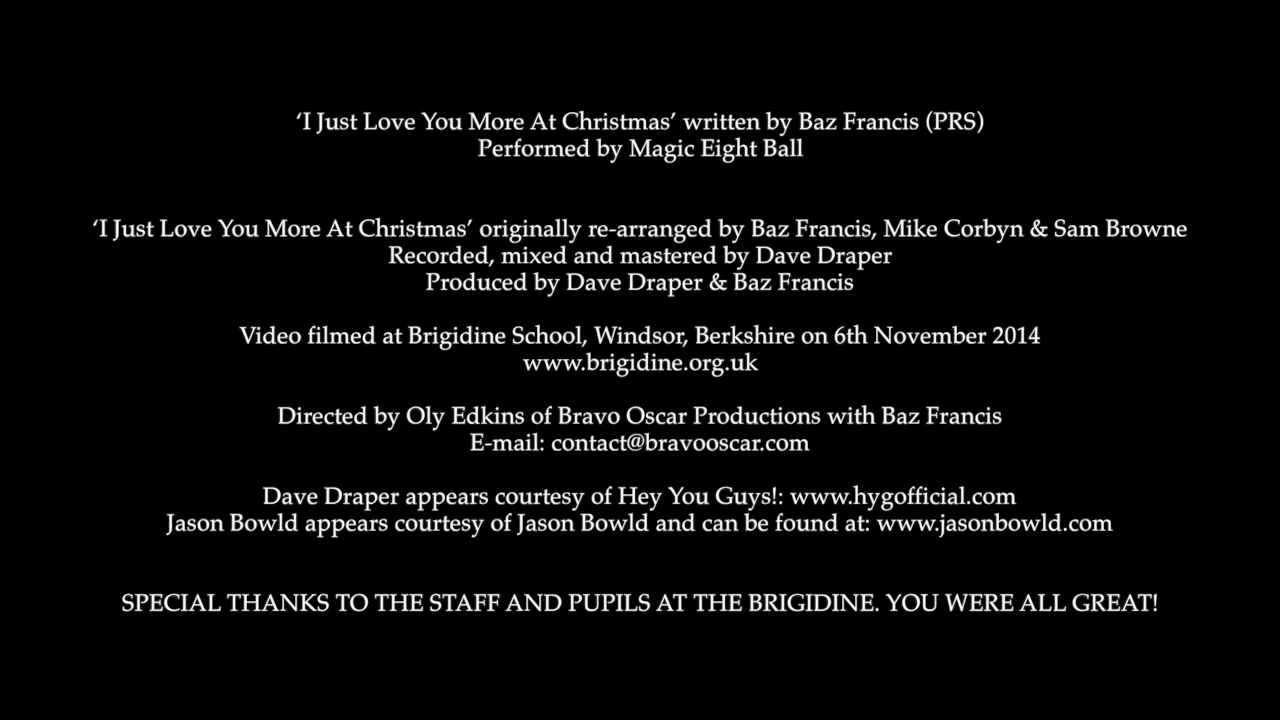 ‘I Just Love You More At Christmas’ written by Baz Francis (PRS)
Performed by Magic Eight Ball
‘I Just Love You More At Christmas’ originally re-arranged by Baz Francis, Mike Corbyn & Sam Browne
Recorded, mixed and mastered by Dave Draper
Produced by Dave Draper & Baz Francis
Video filmed at Brigidine School, Windsor, Berkshire on 6th November 2014
www.brigidine.org.uk
Directed by Oly Edkins of Bravo Oscar Productions with Baz Francis
E-mail: contact@bravooscar.com
Dave Draper appears courtesy of Hey You Guys!: www.hygofficial.com
Jason Bowld appears courtesy of Jason Bowld and can be found at: www.jasonbowld.com
SPECIAL THANKS TO THE STAFF AND PUPILS AT THE BRIGIDINE. YOU WERE ALL GREAT!